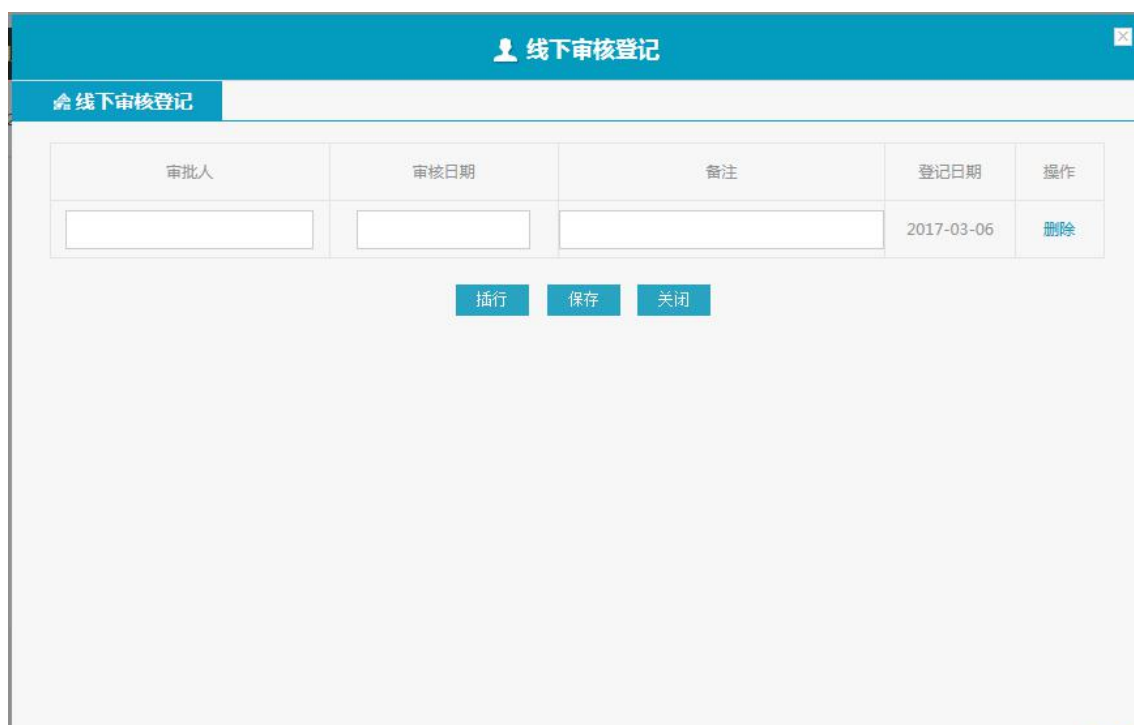 线下审核登记
线下审核登记
审批人 审核日期 备注 登记日期 操作
2017-03-06 删除
插行 保存 关闭